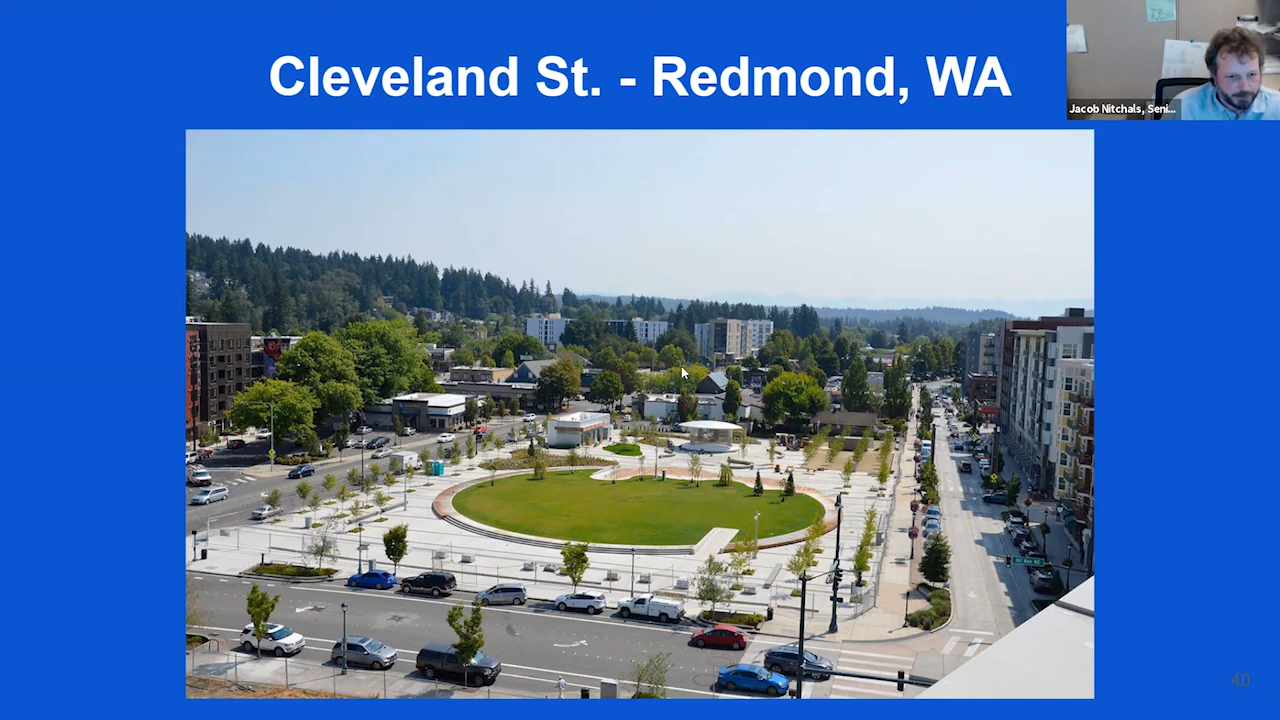 Cleveland St. - Redmond, WA
Jacob Nitchals, Seni...
40